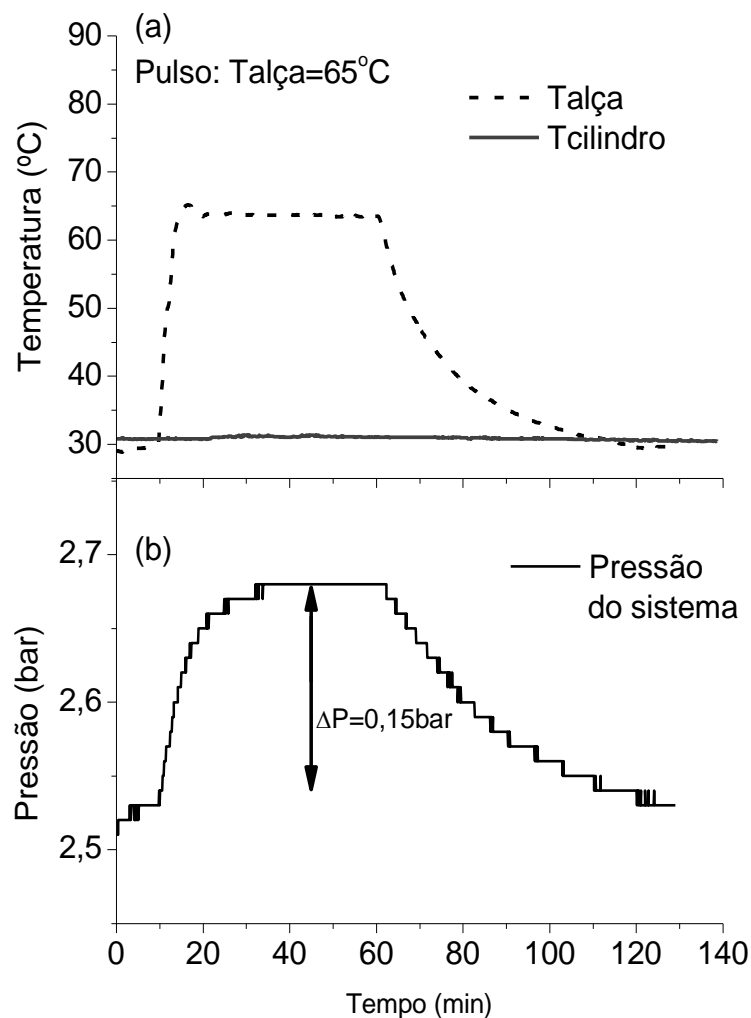 (a)
Pulso: Talça=65°C
Talça
Tcilindro
Temperatura (ºC)
90
80
70
60
50
40
30
(b)
Pressão
do sistema
ΔP=0,15bar
Pressão (bar)
2,7
2,6
2,5
0 20 40 60 80 100 120 140
Tempo (min)